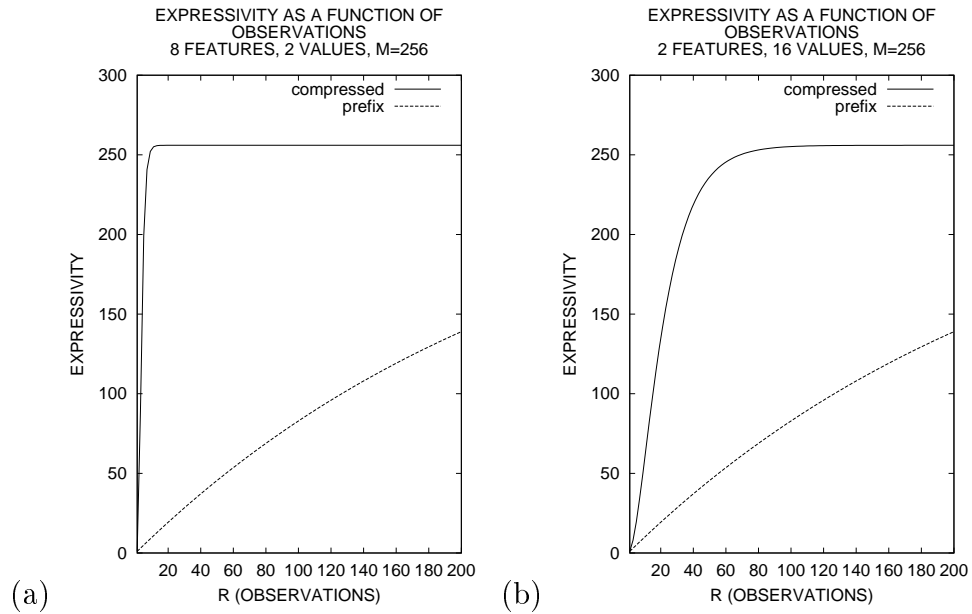 EXPRESSIVITY AS A FUNCTION OF
OBSERVATIONS
8 FEATURES, 2 VALUES, M=256
300
250
200
150
100
50
0
EXPRESSIVITY
compressed
prefix
20 40 60 80 100 120 140 160 180 200
R (OBSERVATIONS)
(a)
EXPRESSIVITY AS A FUNCTION OF
OBSERVATIONS
2 FEATURES, 16 VALUES, M=256
300
250
200
150
100
50
0
EXPRESSIVITY
compressed
prefix
20 40 60 80 100 120 140 160 180 200
R (OBSERVATIONS)
(b)